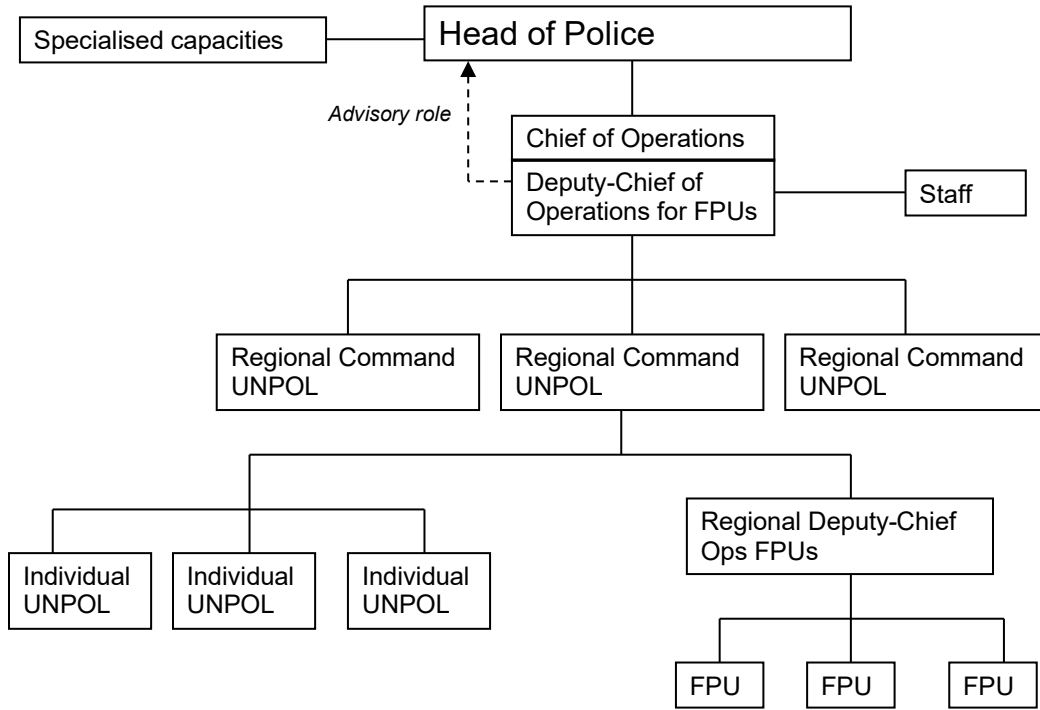 Specialised capacities
Head of Police
Advisory role
Chief of Operations
Deputy-Chief of
Operations for FPUs
Staff
Regional Command
UNPOL
Regional Command
UNPOL
Regional Command
UNPOL
Regional Deputy-Chief
Ops FPUs
Individual
UNPOL
Individual
UNPOL
Individual
UNPOL
FPU
FPU
FPU